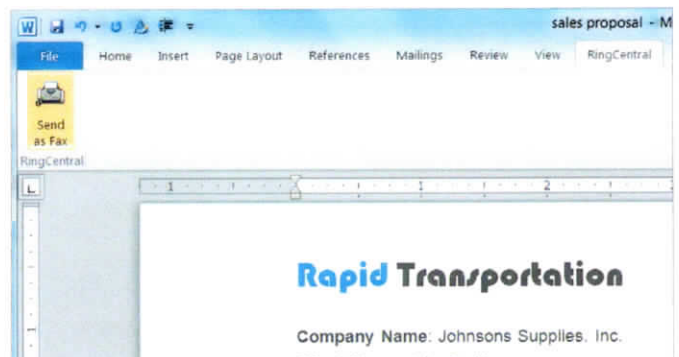 W sales proposal - M
File Home Insert Page Layout References Mailings Review View RingCentral
Send
as Fax
RingCentral
L 1 1 2
Rapid Transportation
Company Name: Johnsons Supplies. Inc.